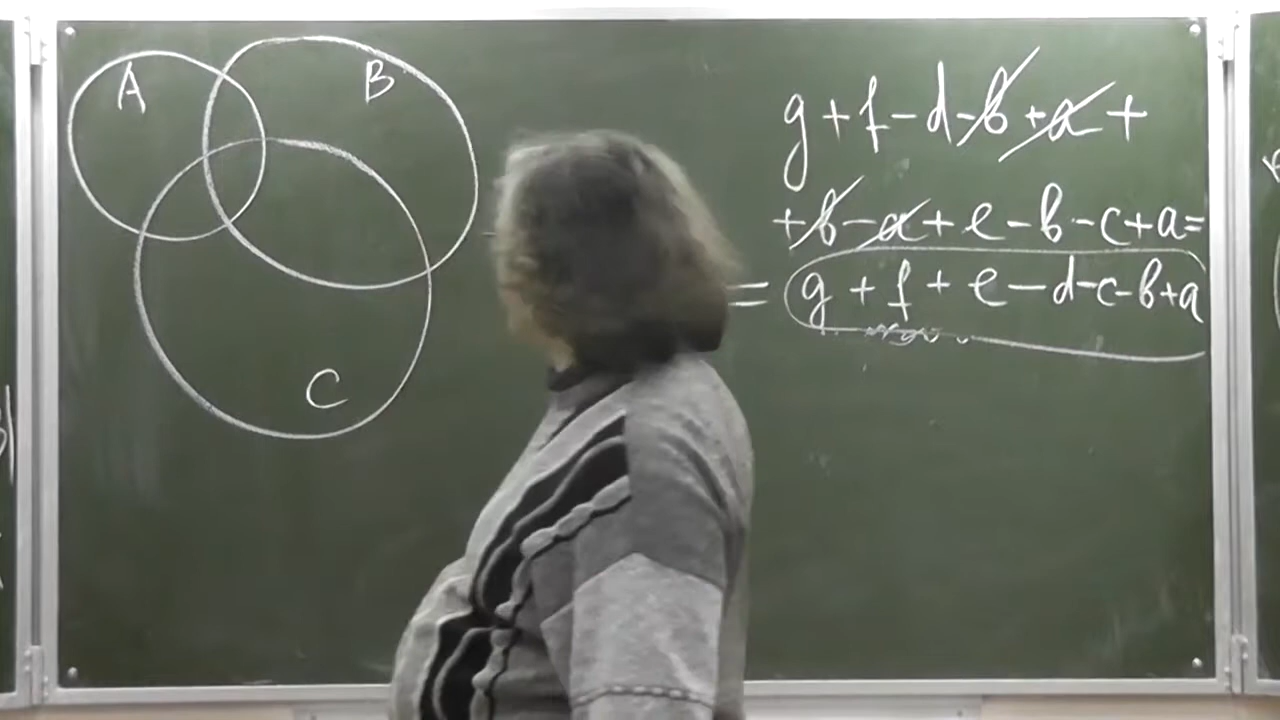 A
B
C
g + f - d - b + a +
+ b - a + e - b - c + a =
= g + f + e - d - c - b + a